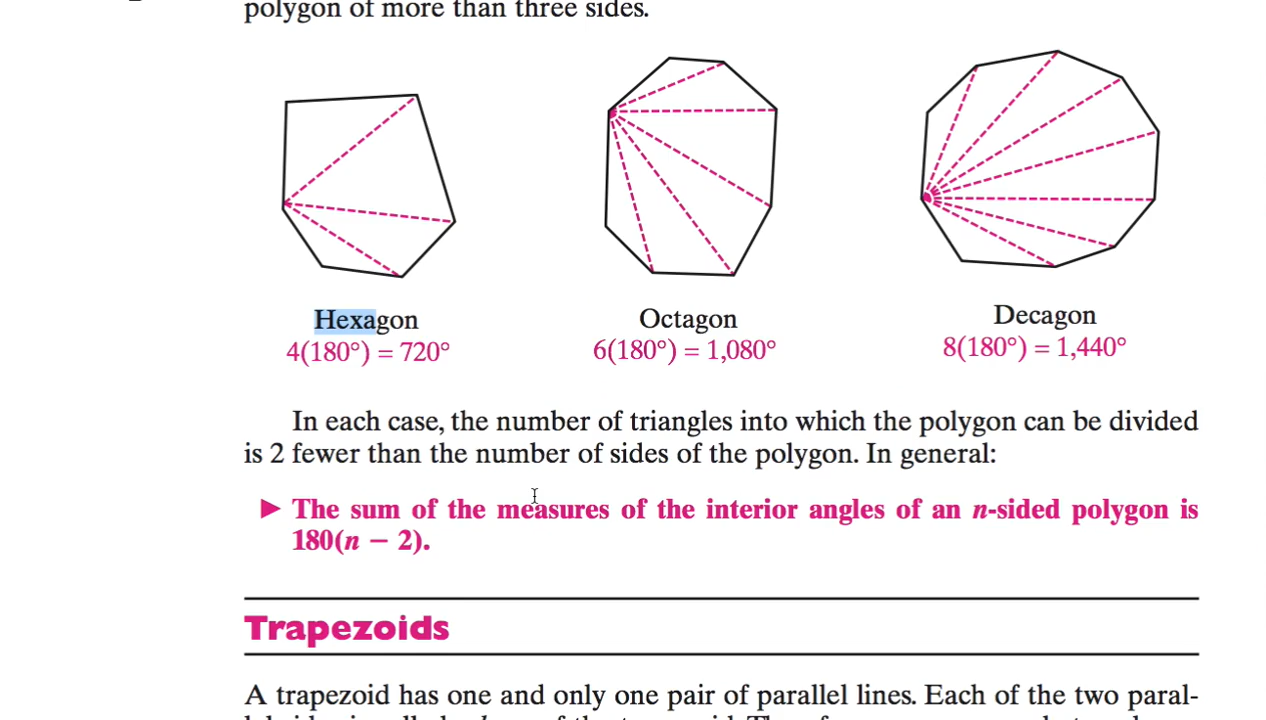 polygon of more than three sides.
Hexagon
4(180°) = 720°
Octagon
6(180°) = 1,080°
Decagon
8(180°) = 1,440°
In each case, the number of triangles into which the polygon can be divided
is 2 fewer than the number of sides of the polygon. In general:
► The sum of the measures of the interior angles of an n-sided polygon is
180(n − 2).
Trapezoids
A trapezoid has one and only one pair of parallel lines. Each of the two paral-